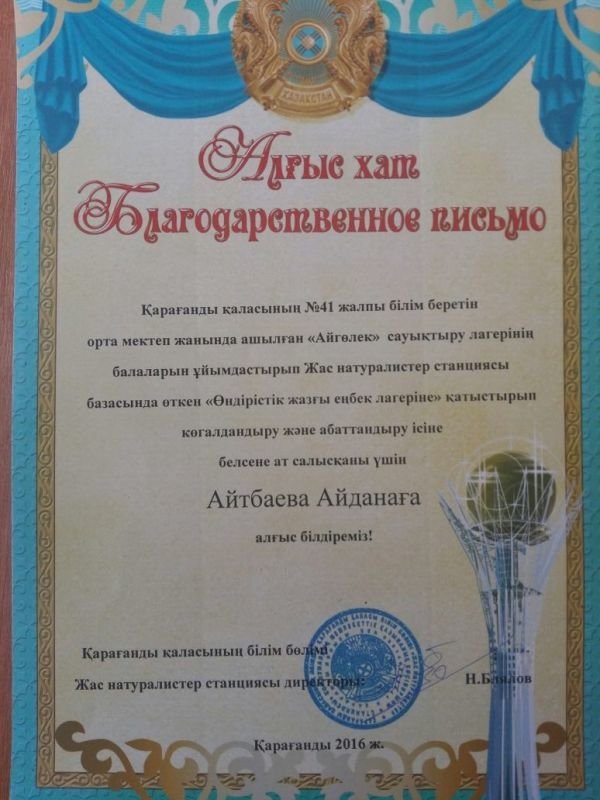 ҚАЗАҚСТАН
Алғыс хат
Благодарственное письмо
Қарағанды қаласының №41 жалпы білім беретін
орта мектеп жанында ашылған «Айгөлек» сауықтыру лагерінің
балаларын ұйымдастырып Жас натуралистер станциясы
базасында өткен «Өндірістік жазғы еңбек лагеріне» қатыстырып
көгалдандыру және абаттандыру ісіне
белсене ат салысқаны үшін
Айтбаева Айданаға
алғыс білдіреміз!
Қарағанды қаласының білім бөлімі
Жас натуралистер станциясы директоры: Н.Блялов
Қарағанды 2016 ж.